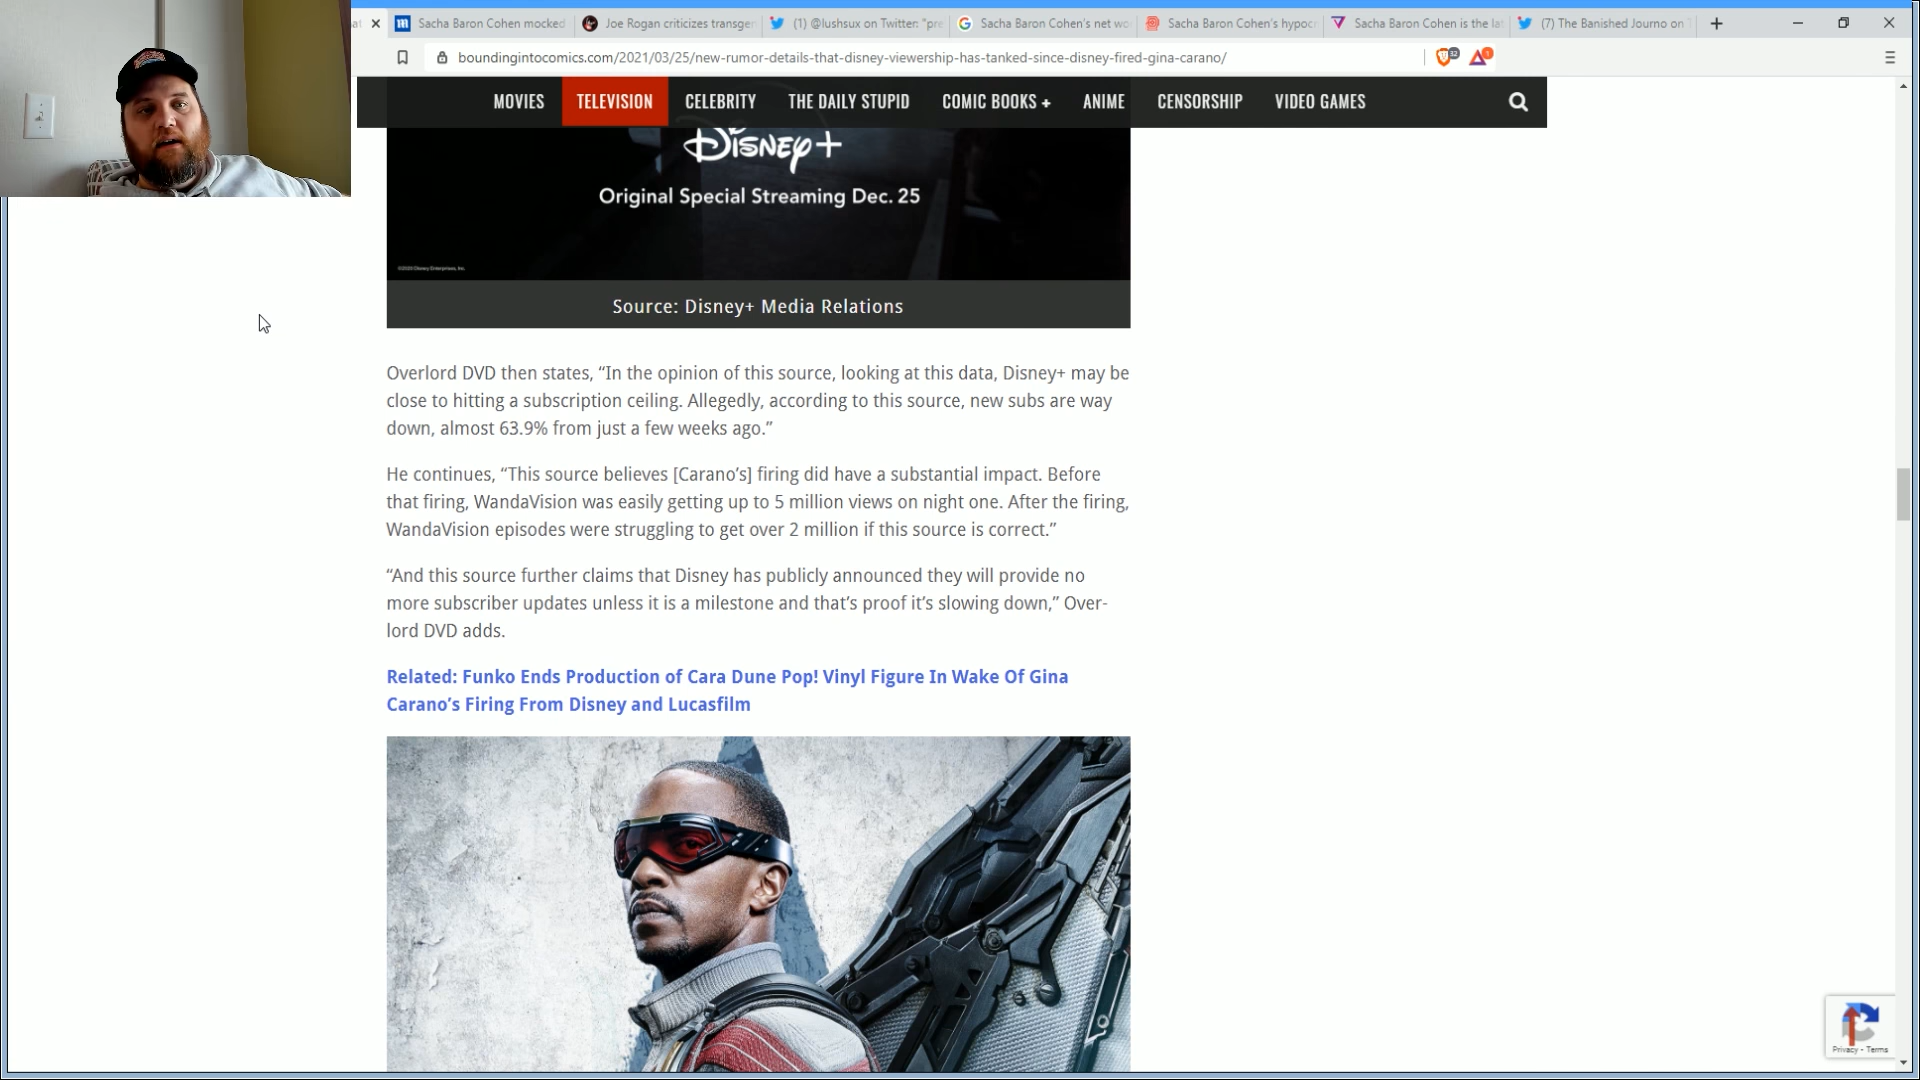 Sacha Baron Cohen mocked
Joe Rogan criticizes transger
(1) @lushsux on Twitter: "pre
Sacha Baron Cohen's net wo
Sacha Baron Cohen's hypoc
Sacha Baron Cohen is the la
(7) The Banished Journo on T
boundingintocomics.com/2021/03/25/new-rumor-details-that-disney-viewership-has-tanked-since-disney-fired-gina-carano/
MOVIES TELEVISION CELEBRITY THE DAILY STUPID COMIC BOOKS + ANIME CENSORSHIP VIDEO GAMES
Disney+
Original Special Streaming Dec. 25
Source: Disney+ Media Relations
Overlord DVD then states, “In the opinion of this source, looking at this data, Disney+ may be
close to hitting a subscription ceiling. Allegedly, according to this source, new subs are way
down, almost 63.9% from just a few weeks ago.”
He continues, “This source believes [Carano’s] firing did have a substantial impact. Before
that firing, WandaVision was easily getting up to 5 million views on night one. After the firing,
WandaVision episodes were struggling to get over 2 million if this source is correct.”
“And this source further claims that Disney has publicly announced they will provide no
more subscriber updates unless it is a milestone and that’s proof it’s slowing down,” Over-
lord DVD adds.
Related: Funko Ends Production of Cara Dune Pop! Vinyl Figure In Wake Of Gina
Carano’s Firing From Disney and Lucasfilm
Privacy - Terms